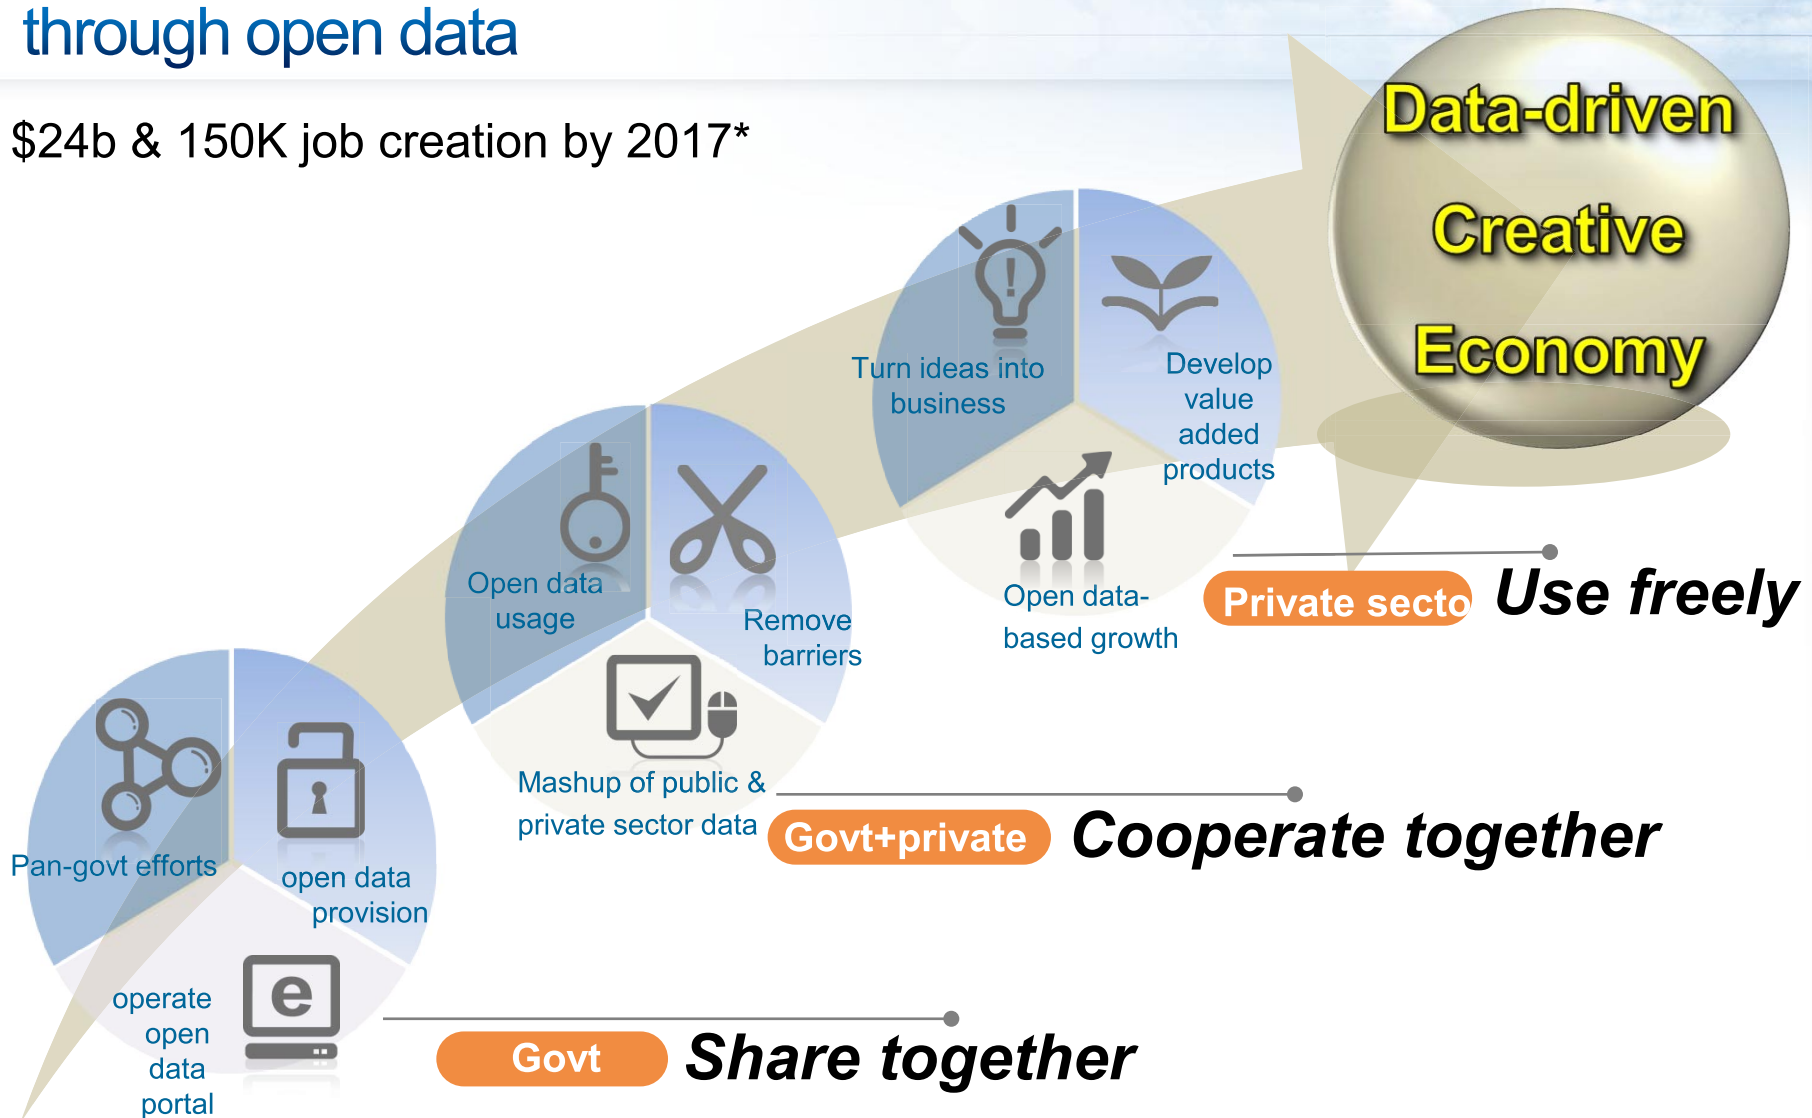 through open data
$24b & 150K job creation by 2017*
Data-driven
Creative
Economy
Turn ideas into
business
Develop
value
added
products
Open data-
based growth
Private secto
Use freely
Open data
usage
Remove
barriers
Mashup of public &
private sector data
Govt+private
Cooperate together
Pan-govt efforts
open data
provision
e
operate
open
data
portal
Govt
Share together